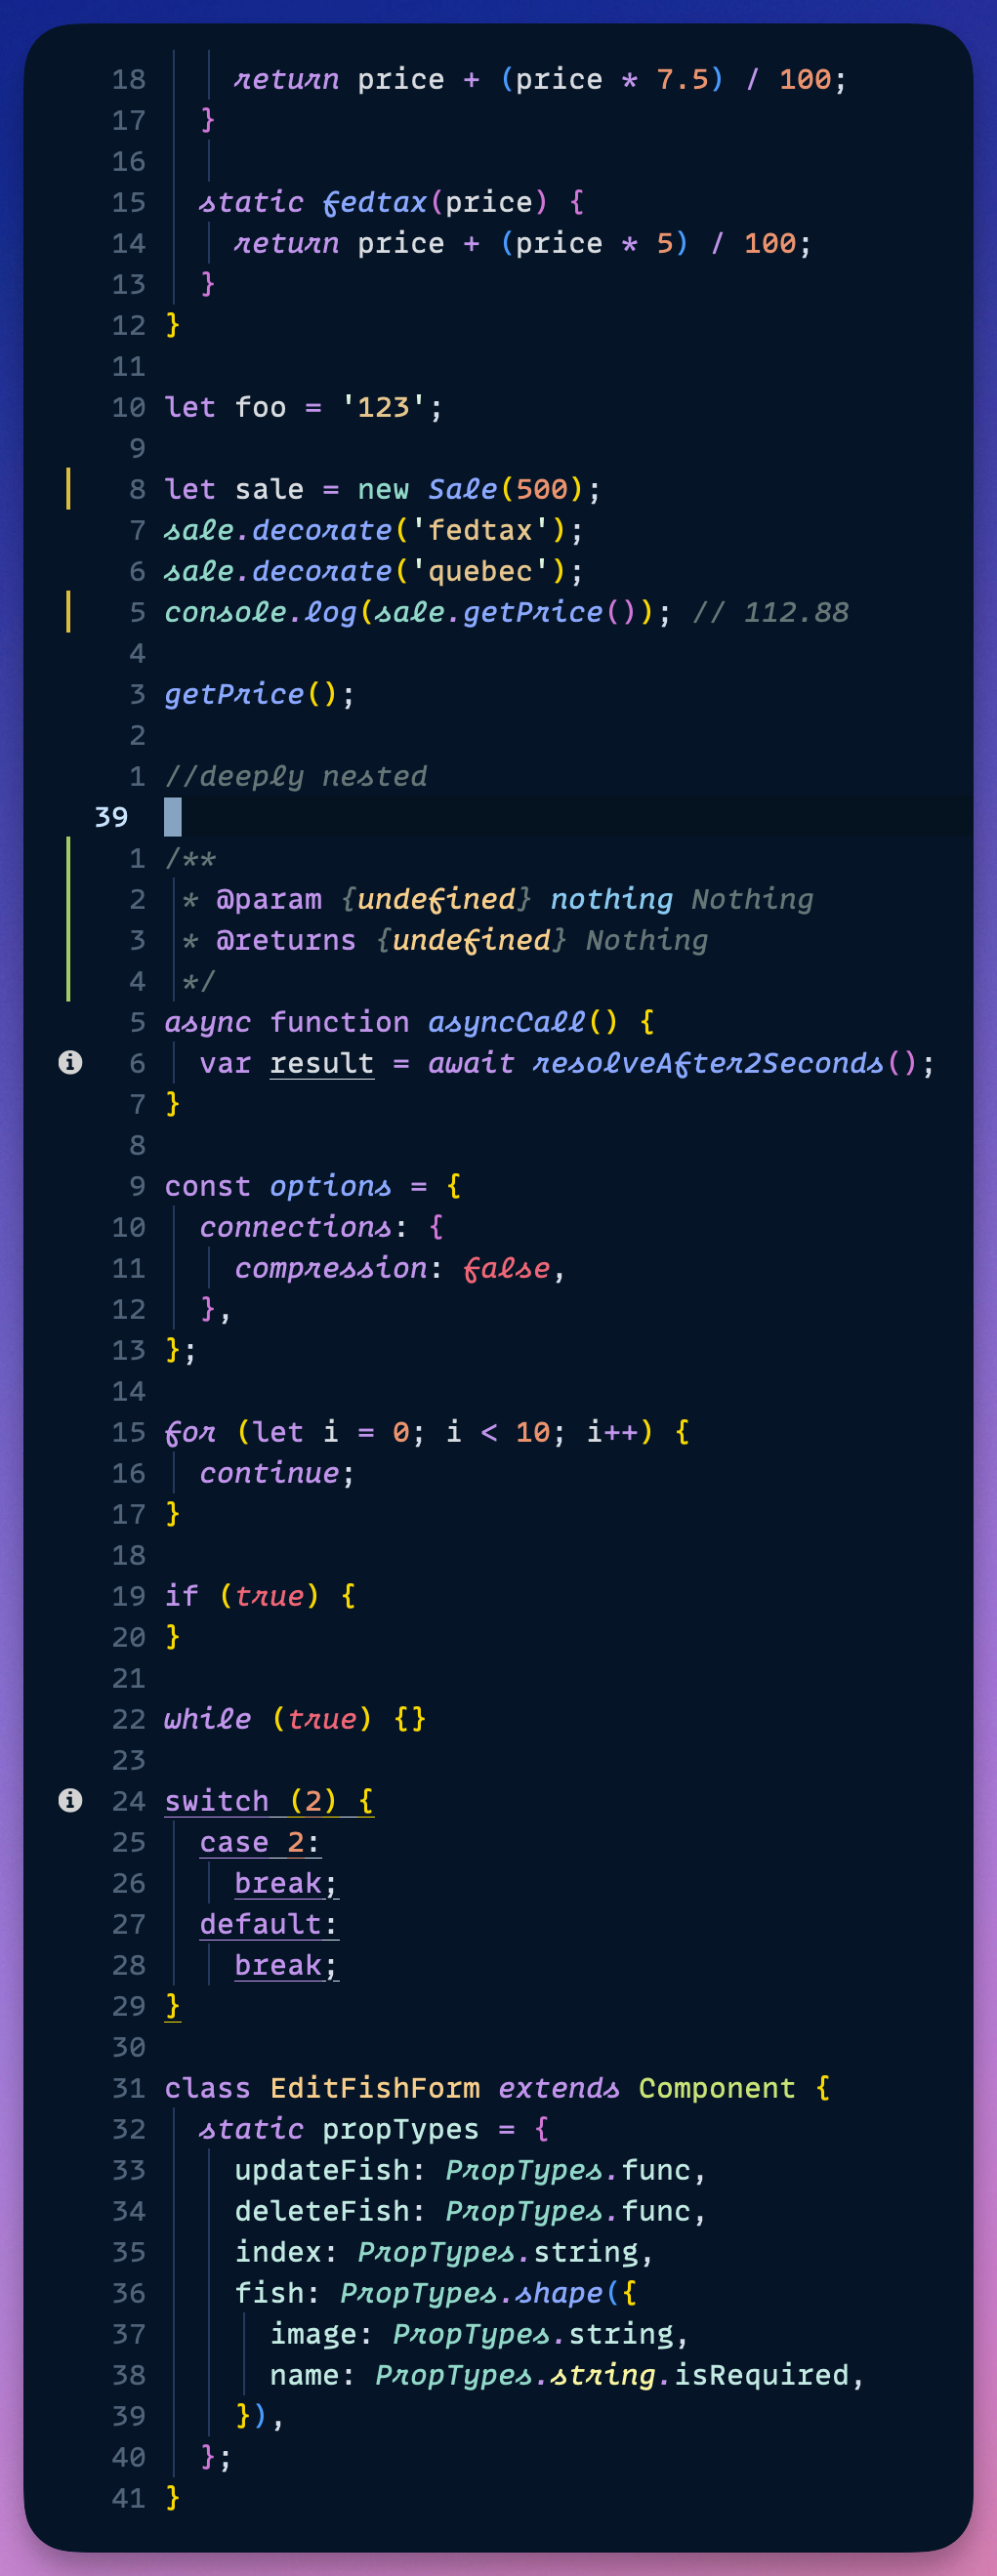 18 return price + (price * 7.5) / 100;
17 }
16
15 static fedtax(price) {
14 return price + (price * 5) / 100;
13 }
12 }
11
10 let foo = '123';
9
8 let sale = new Sale(500);
7 sale.decorate('fedtax');
6 sale.decorate('quebec');
5 console.log(sale.getPrice()); // 112.88
4
3 getPrice();
2
1 //deeply nested
39
1 /**
2 * @param {undefined} nothing Nothing
3 * @returns {undefined} Nothing
4 */
5 async function asyncCall() {
6 var result = await resolveAfter2Seconds();
7 }
8
9 const options = {
10 connections: {
11 compression: false,
12 },
13 };
14
15 for (let i = 0; i < 10; i++) {
16 continue;
17 }
18
19 if (true) {
20 }
21
22 while (true) {}
23
24 switch (2) {
25 case 2:
26 break;
27 default:
28 break;
29 }
30
31 class EditFishForm extends Component {
32 static propTypes = {
33 updateFish: PropTypes.func,
34 deleteFish: PropTypes.func,
35 index: PropTypes.string,
36 fish: PropTypes.shape({
37 image: PropTypes.string,
38 name: PropTypes.string.isRequired,
39 }),
40 };
41 }